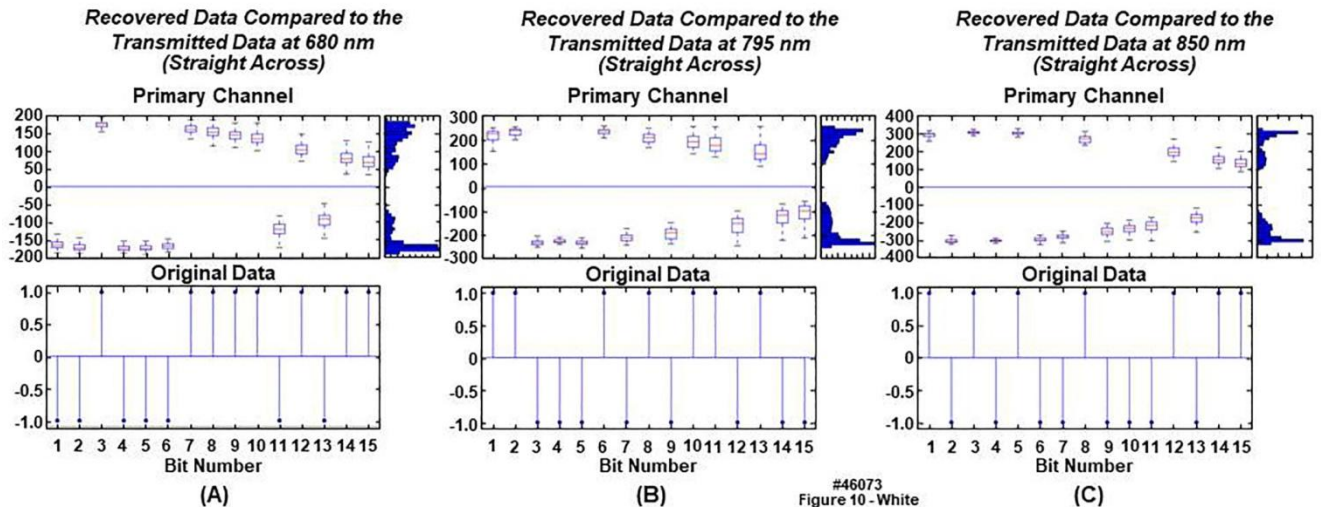 Recovered Data Compared to the
Transmitted Data at 680 nm
(Straight Across)
Primary Channel
200
150
100
50
0
-50
-100
-150
-200
Original Data
1.0
0.5
0
-0.5
-1.0
1 2 3 4 5 6 7 8 9 10 11 12 13 14 15
Bit Number
(A)
Recovered Data Compared to the
Transmitted Data at 795 nm
(Straight Across)
Primary Channel
300
200
100
0
-100
-200
300
Original Data
1.0
0.5
0
-0.5
-1.0
1 2 3 4 5 6 7 8 9 10 11 12 13 14 15
Bit Number
(B)
Recovered Data Compared to the
Transmitted Data at 850 nm
(Straight Across)
Primary Channel
400
300
200
100
0
-100
-200
-300
400
Original Data
1.0
0.5
0
-0.5
-1.0
1 2 3 4 5 6 7 8 9 10 11 12 13 14 15
Bit Number
(C)
#46073
Figure 10 - White